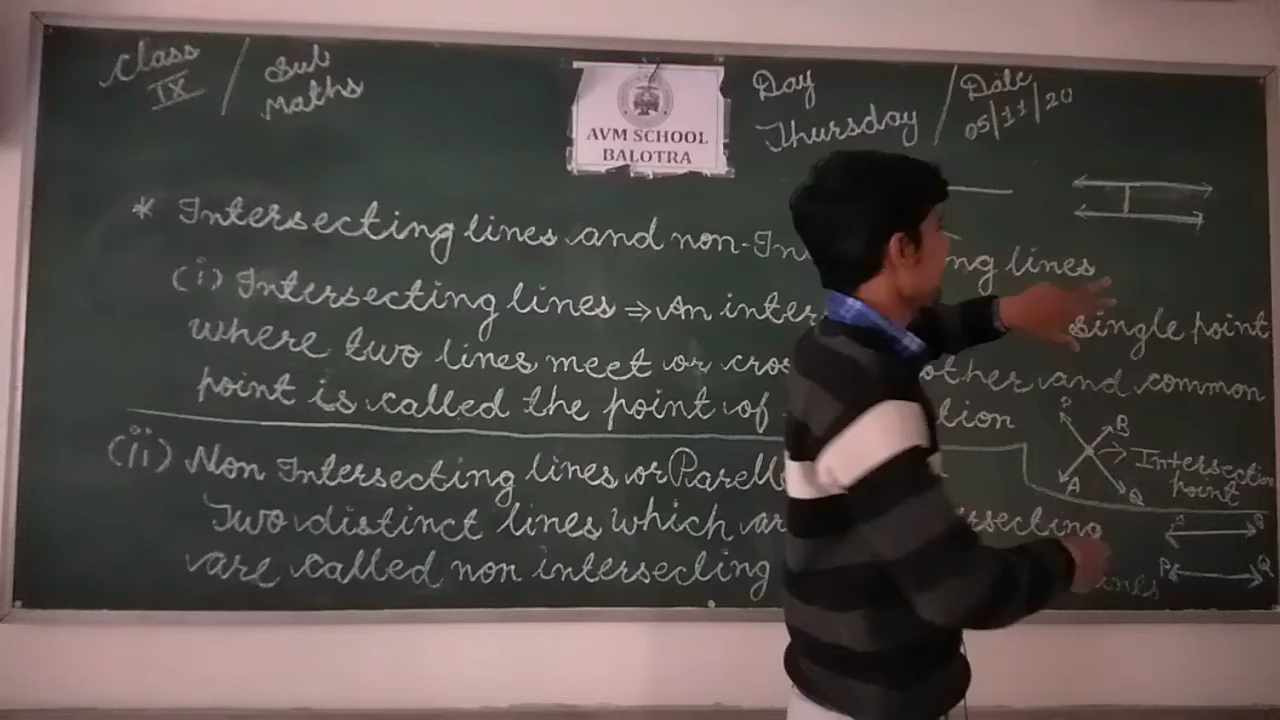 Class
IX
/
Sub
Maths
AVM SCHOOL
BALOTRA
Day
Thursday
/
Date
05/11/20
* Intersecting lines and non-In ng lines
(i) Intersecting lines ⇒ An inter single point
where two lines meet or cros other and common
point is called the point of tion
P
B
A
Q
Intersection
point
(ii) Non Intersecting lines or Parell
Two distinct lines which ar rsecting
are called non intersecting ines
A
B
P
Q